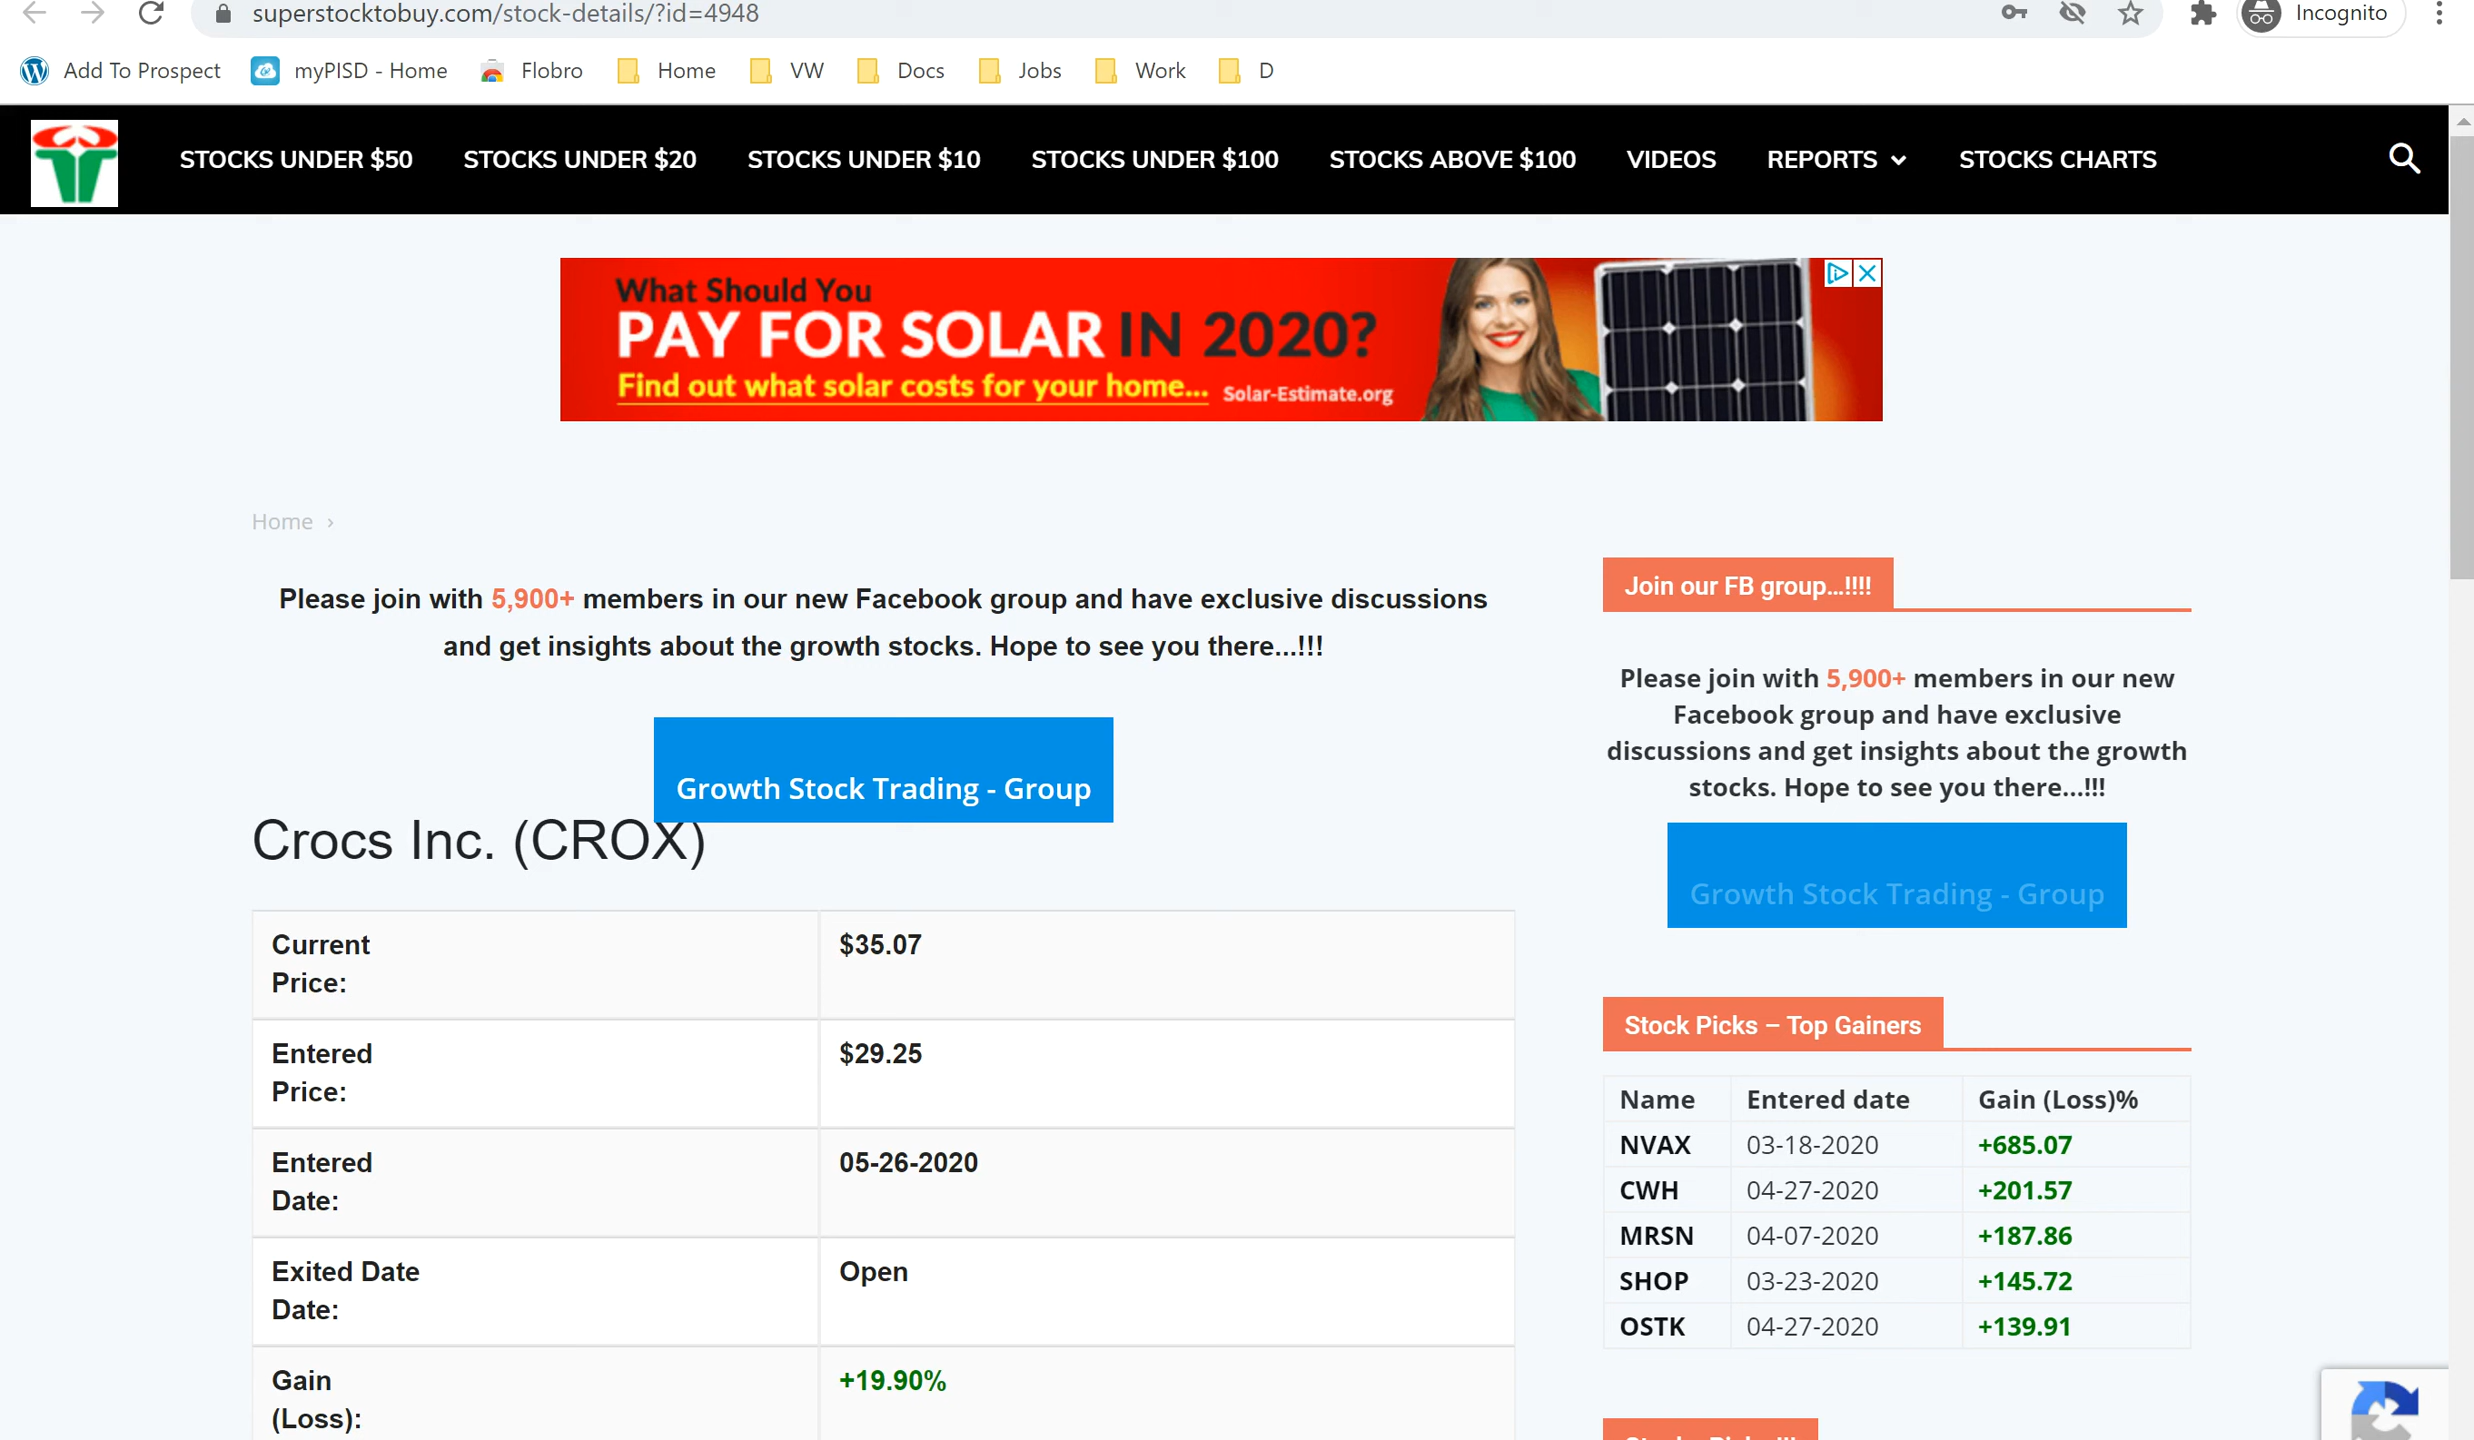 superstocktobuy.com/stock-details/?id=4948
Incognito
Add To Prospect
myPISD - Home
Flobro
Home
VW
Docs
Jobs
Work
D
STOCKS UNDER $50
STOCKS UNDER $20
STOCKS UNDER $10
STOCKS UNDER $100
STOCKS ABOVE $100
VIDEOS
REPORTS
STOCKS CHARTS
What Should You
PAY FOR SOLAR IN 2020?
Find out what solar costs for your home... Solar-Estimate.org
Home ›
Please join with 5,900+ members in our new Facebook group and have exclusive discussions
and get insights about the growth stocks. Hope to see you there...!!!
Growth Stock Trading - Group
Crocs Inc. (CROX)
Current
Price:
$35.07
Entered
Price:
$29.25
Entered
Date:
05-26-2020
Exited Date
Date:
Open
Gain
(Loss):
+19.90%
Join our FB group...!!!!
Please join with 5,900+ members in our new
Facebook group and have exclusive
discussions and get insights about the growth
stocks. Hope to see you there...!!!
Growth Stock Trading - Group
Stock Picks – Top Gainers
Name Entered date Gain (Loss)%
NVAX 03-18-2020 +685.07
CWH 04-27-2020 +201.57
MRSN 04-07-2020 +187.86
SHOP 03-23-2020 +145.72
OSTK 04-27-2020 +139.91